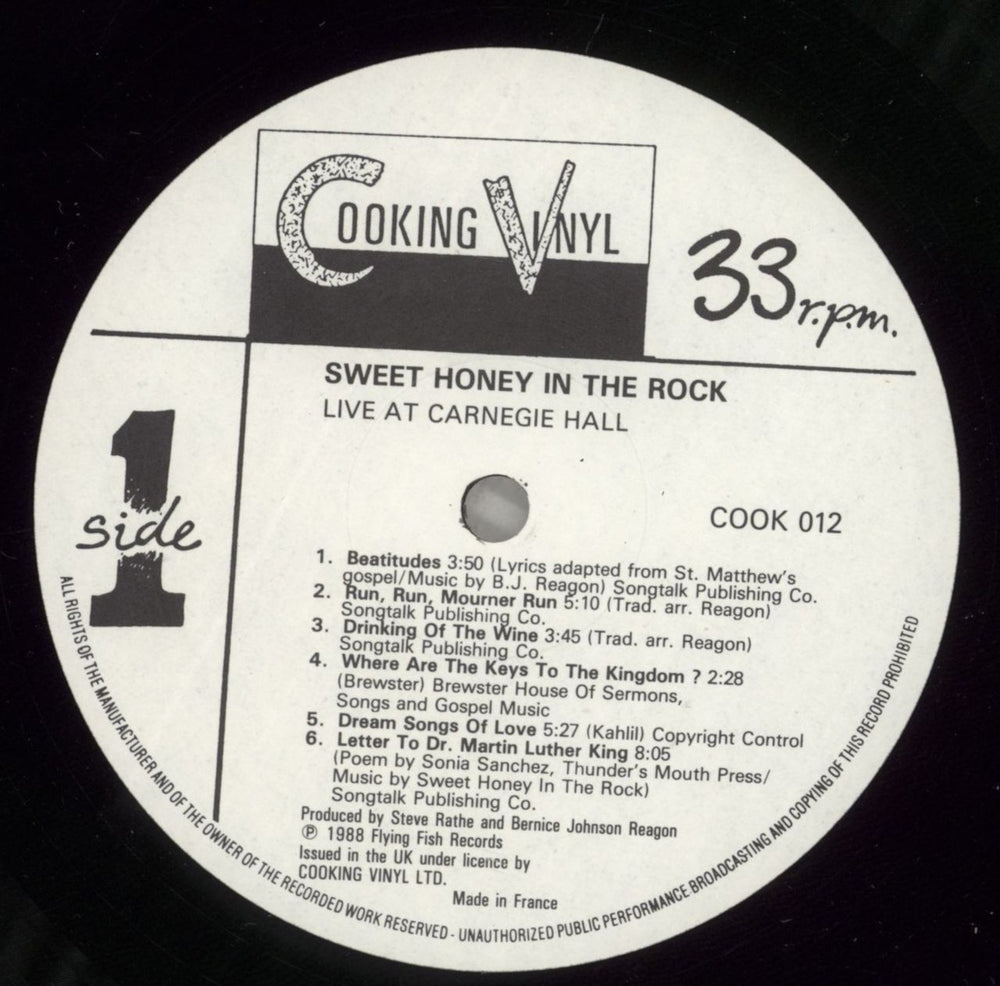 COOKING VINYL
33 r.p.m.
SWEET HONEY IN THE ROCK
LIVE AT CARNEGIE HALL
side 1
COOK 012
1. Beatitudes 3:50 (Lyrics adapted from St. Matthew's
gospel/Music by B.J. Reagon) Songtalk Publishing Co.
2. Run, Run, Mourner Run 5:10 (Trad. arr. Reagon)
Songtalk Publishing Co.
3. Drinking Of The Wine 3:45 (Trad. arr. Reagon)
Songtalk Publishing Co.
4. Where Are The Keys To The Kingdom ? 2:28
(Brewster) Brewster House Of Sermons,
Songs and Gospel Music
5. Dream Songs Of Love 5:27 (Kahlil) Copyright Control
6. Letter To Dr. Martin Luther King 8:05
(Poem by Sonia Sanchez, Thunder's Mouth Press/
Music by Sweet Honey In The Rock)
Songtalk Publishing Co.
Produced by Steve Rathe and Bernice Johnson Reagon
℗ 1988 Flying Fish Records
Issued in the UK under licence by
COOKING VINYL LTD.
Made in France
ALL RIGHTS OF THE MANUFACTURER AND OF THE OWNER OF THE RECORDED WORK RESERVED - UNAUTHORIZED PUBLIC PERFORMANCE BROADCASTING AND COPYING OF THIS RECORD PROHIBITED